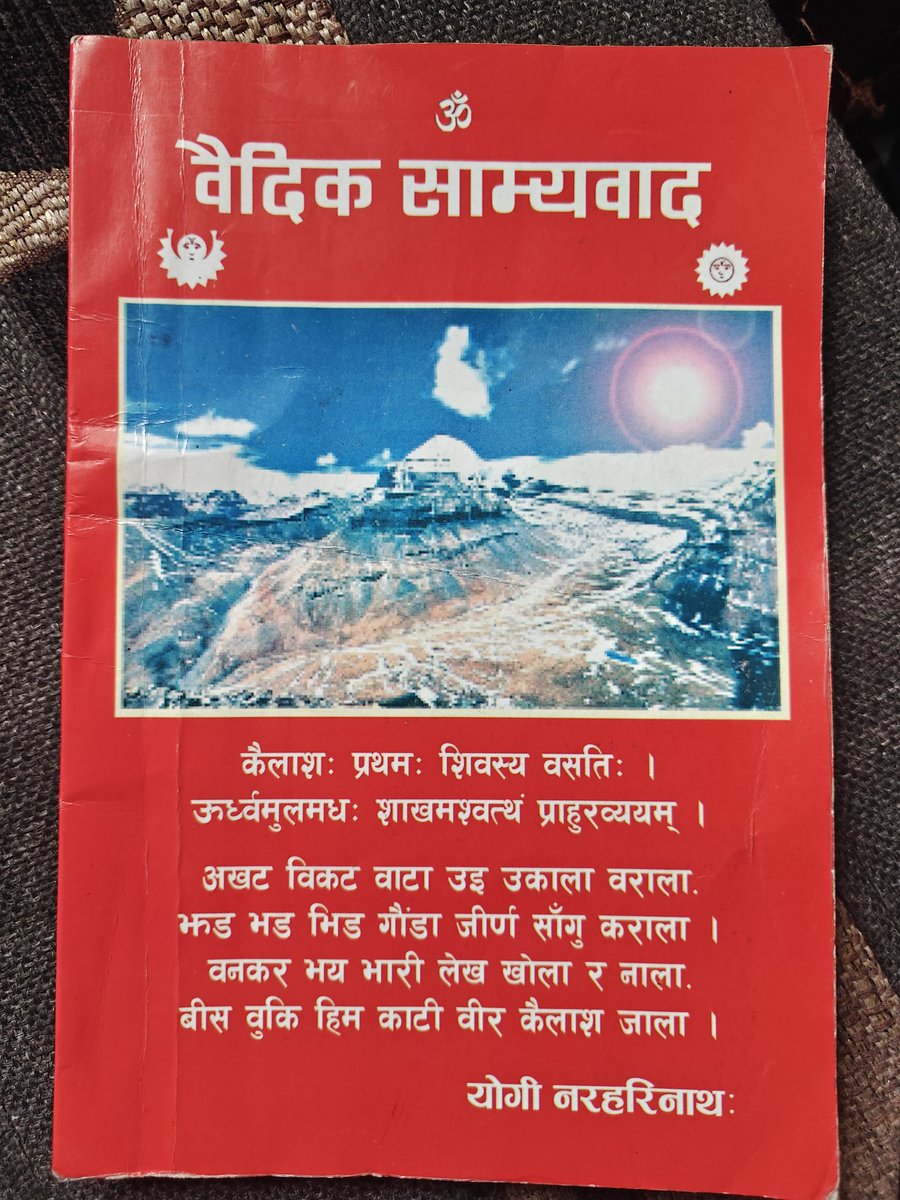 ॐ
वैदिक साम्यवाद
कैलाशः प्रथमः शिवस्य वसतिः ।
ऊर्ध्वमुलमधः शाखमश्वत्थं प्राहुरव्ययम् ।
अखट विकट वाटा उइ उकाला वराला.
झड भड भिड गौंडा जीर्ण साँगु कराला ।
वनकर भय भारी लेख खोला र नाला.
बीस वुकि हिम काटी वीर कैलाश जाला ।
योगी नरहरिनाथः